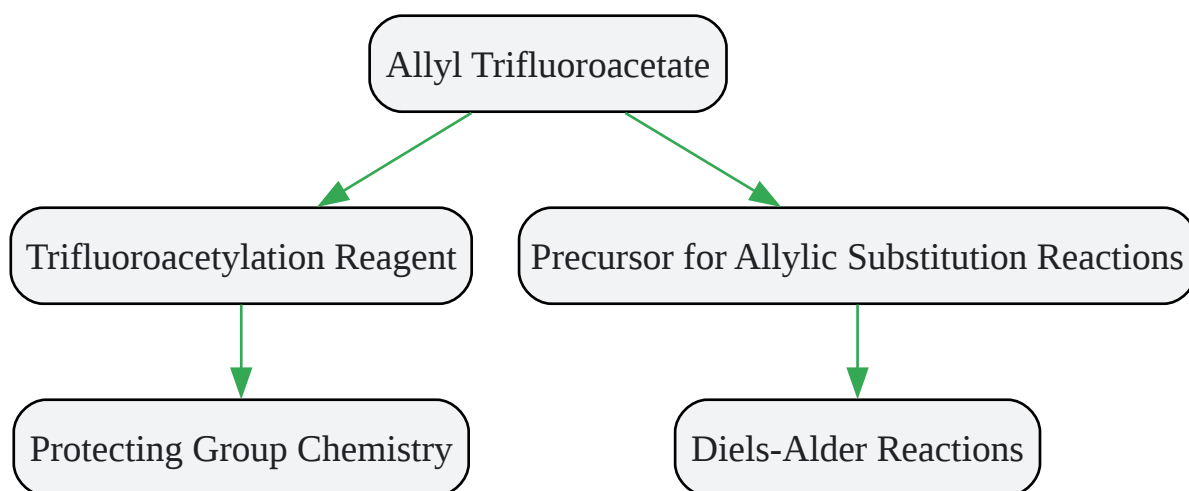 Allyl Trifluoroacetate
Trifluoroacetylation Reagent
Precursor for Allylic Substitution Reactions
Protecting Group Chemistry
Diels-Alder Reactions